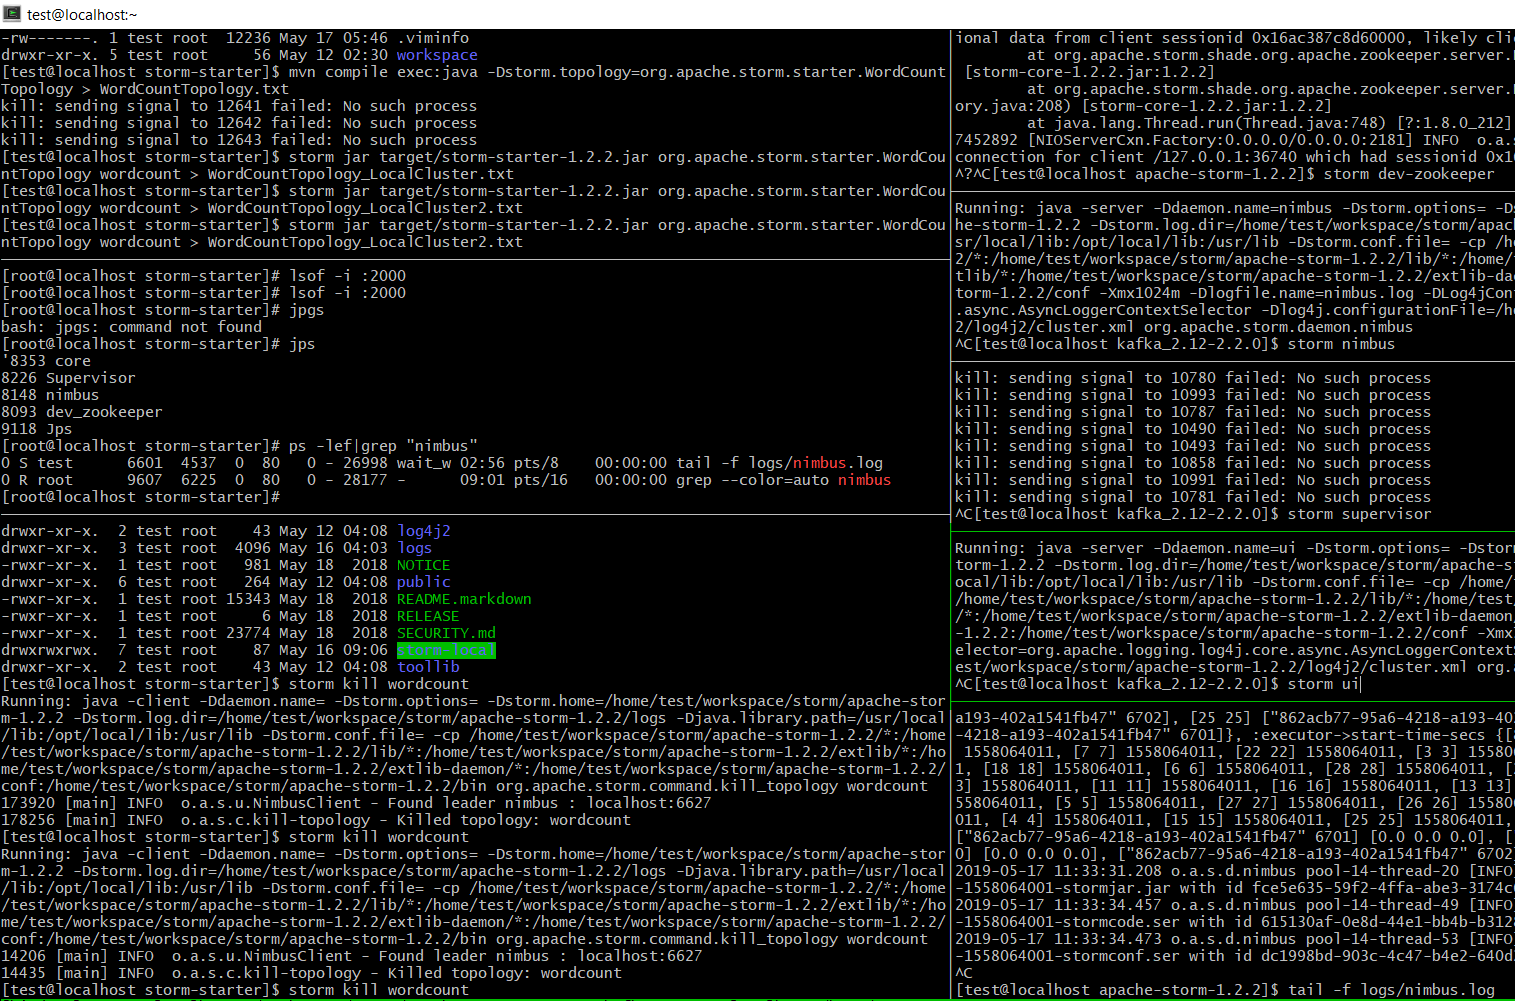 test@localhost:~
-rw-------. 1 test root  12236 May 17 05:46 .viminfo
drwxr-xr-x. 5 test root     56 May 12 02:30 workspace
[test@localhost storm-starter]$ mvn compile exec:java -Dstorm.topology=org.apache.storm.starter.WordCount
Topology > WordCountTopology.txt
kill: sending signal to 12641 failed: No such process
kill: sending signal to 12642 failed: No such process
kill: sending signal to 12643 failed: No such process
[test@localhost storm-starter]$ storm jar target/storm-starter-1.2.2.jar org.apache.storm.starter.WordCou
ntTopology wordcount > WordCountTopology_LocalCluster.txt
[test@localhost storm-starter]$ storm jar target/storm-starter-1.2.2.jar org.apache.storm.starter.WordCou
ntTopology wordcount > WordCountTopology_LocalCluster2.txt
[test@localhost storm-starter]$ storm jar target/storm-starter-1.2.2.jar org.apache.storm.starter.WordCou
ntTopology wordcount > WordCountTopology_LocalCluster2.txt
[root@localhost storm-starter]# lsof -i :2000
[root@localhost storm-starter]# lsof -i :2000
[root@localhost storm-starter]# jpgs
bash: jpgs: command not found
[root@localhost storm-starter]# jps
'8353 core
8226 Supervisor
8148 nimbus
8093 dev_zookeeper
9118 Jps
[root@localhost storm-starter]# ps -lef|grep "nimbus"
0 S test      6601  4537  0  80   0 - 26998 wait_w 02:56 pts/8    00:00:00 tail -f logs/nimbus.log
0 R root      9607  6225  0  80   0 - 28177 -      09:01 pts/16   00:00:00 grep --color=auto nimbus
[root@localhost storm-starter]#
drwxr-xr-x.  2 test root    43 May 12 04:08 log4j2
drwxr-xr-x.  3 test root  4096 May 16 04:03 logs
-rwxr-xr-x.  1 test root   981 May 18  2018 NOTICE
drwxr-xr-x.  6 test root   264 May 12 04:08 public
-rwxr-xr-x.  1 test root 15343 May 18  2018 README.markdown
-rwxr-xr-x.  1 test root     6 May 18  2018 RELEASE
-rwxr-xr-x.  1 test root 23774 May 18  2018 SECURITY.md
drwxrwxrwx.  7 test root    87 May 16 09:06 storm-local
drwxr-xr-x.  2 test root    43 May 12 04:08 toollib
[test@localhost apache-storm-1.2.2]$ storm kill wordcount
Running: java -client -Ddaemon.name= -Dstorm.options= -Dstorm.home=/home/test/workspace/storm/apache-stor
m-1.2.2 -Dstorm.log.dir=/home/test/workspace/storm/apache-storm-1.2.2/logs -Djava.library.path=/usr/local
/lib:/opt/local/lib:/usr/lib -Dstorm.conf.file= -cp /home/test/workspace/storm/apache-storm-1.2.2/*:/home
/test/workspace/storm/apache-storm-1.2.2/lib/*:/home/test/workspace/storm/apache-storm-1.2.2/extlib/*:/ho
me/test/workspace/storm/apache-storm-1.2.2/extlib-daemon/*:/home/test/workspace/storm/apache-storm-1.2.2/
conf:/home/test/workspace/storm/apache-storm-1.2.2/bin org.apache.storm.command.kill_topology wordcount
173920 [main] INFO  o.a.s.u.NimbusClient - Found leader nimbus : localhost:6627
178256 [main] INFO  o.a.s.c.kill-topology - Killed topology: wordcount
[test@localhost apache-storm-1.2.2]$ storm kill wordcount
Running: java -client -Ddaemon.name= -Dstorm.options= -Dstorm.home=/home/test/workspace/storm/apache-stor
m-1.2.2 -Dstorm.log.dir=/home/test/workspace/storm/apache-storm-1.2.2/logs -Djava.library.path=/usr/local
/lib:/opt/local/lib:/usr/lib -Dstorm.conf.file= -cp /home/test/workspace/storm/apache-storm-1.2.2/*:/home
/test/workspace/storm/apache-storm-1.2.2/lib/*:/home/test/workspace/storm/apache-storm-1.2.2/extlib/*:/ho
me/test/workspace/storm/apache-storm-1.2.2/extlib-daemon/*:/home/test/workspace/storm/apache-storm-1.2.2/
conf:/home/test/workspace/storm/apache-storm-1.2.2/bin org.apache.storm.command.kill_topology wordcount
14206 [main] INFO  o.a.s.u.NimbusClient - Found leader nimbus : localhost:6627
14435 [main] INFO  o.a.s.c.kill-topology - Killed topology: wordcount
[test@localhost apache-storm-1.2.2]$ storm kill wordcount
ional data from client sessionid 0x16ac387c8d60000, likely clie
at org.apache.storm.shade.org.apache.zookeeper.server.
[storm-core-1.2.2.jar:1.2.2]
at org.apache.storm.shade.org.apache.zookeeper.server.
ory.java:208) [storm-core-1.2.2.jar:1.2.2]
at java.lang.Thread.run(Thread.java:748) [?:1.8.0_212]
7452892 [NIOServerCxn.Factory:0.0.0.0/0.0.0.0:2181] INFO  o.a.s
connection for client /127.0.0.1:36740 which had sessionid 0x16
^?^C[test@localhost apache-storm-1.2.2]$ storm dev-zookeeper
Running: java -server -Ddaemon.name=nimbus -Dstorm.options= -Ds
he-storm-1.2.2 -Dstorm.log.dir=/home/test/workspace/storm/apach
sr/local/lib:/opt/local/lib:/usr/lib -Dstorm.conf.file= -cp /ho
2/*:/home/test/workspace/storm/apache-storm-1.2.2/lib/*:/home/t
tlib/*:/home/test/workspace/storm/apache-storm-1.2.2/extlib-dae
torm-1.2.2/conf -Xmx1024m -Dlogfile.name=nimbus.log -DLog4jCont
.async.AsyncLoggerContextSelector -Dlog4j.configurationFile=/ho
2/log4j2/cluster.xml org.apache.storm.daemon.nimbus
^C[test@localhost kafka_2.12-2.2.0]$ storm nimbus
kill: sending signal to 10780 failed: No such process
kill: sending signal to 10993 failed: No such process
kill: sending signal to 10787 failed: No such process
kill: sending signal to 10490 failed: No such process
kill: sending signal to 10493 failed: No such process
kill: sending signal to 10858 failed: No such process
kill: sending signal to 10991 failed: No such process
kill: sending signal to 10781 failed: No such process
^C[test@localhost kafka_2.12-2.2.0]$ storm supervisor
Running: java -server -Ddaemon.name=ui -Dstorm.options= -Dstorm
torm-1.2.2 -Dstorm.log.dir=/home/test/workspace/storm/apache-st
ocal/lib:/opt/local/lib:/usr/lib -Dstorm.conf.file= -cp /home/t
/home/test/workspace/storm/apache-storm-1.2.2/lib/*:/home/test/
/*:/home/test/workspace/storm/apache-storm-1.2.2/extlib-daemon/
-1.2.2:/home/test/workspace/storm/apache-storm-1.2.2/conf -Xmx7
elector=org.apache.logging.log4j.core.async.AsyncLoggerContextS
est/workspace/storm/apache-storm-1.2.2/log4j2/cluster.xml org.a
^C[test@localhost kafka_2.12-2.2.0]$ storm ui
a193-402a1541fb47" 6702], [25 25] ["862acb77-95a6-4218-a193-402
-4218-a193-402a1541fb47" 6701]}, :executor->start-time-secs {[8
1558064011, [7 7] 1558064011, [22 22] 1558064011, [3 3] 15580
1, [18 18] 1558064011, [6 6] 1558064011, [28 28] 1558064011, [
3] 1558064011, [11 11] 1558064011, [16 16] 1558064011, [13 13]
558064011, [5 5] 1558064011, [27 27] 1558064011, [26 26] 155806
011, [4 4] 1558064011, [15 15] 1558064011, [25 25] 1558064011,
["862acb77-95a6-4218-a193-402a1541fb47" 6701] [0.0 0.0 0.0], [
0] [0.0 0.0 0.0], ["862acb77-95a6-4218-a193-402a1541fb47" 6702
2019-05-17 11:33:31.208 o.a.s.d.nimbus pool-14-thread-20 [INFO]
-1558064001-stormjar.jar with id fce5e635-59f2-4ffa-abe3-3174c
2019-05-17 11:33:34.457 o.a.s.d.nimbus pool-14-thread-49 [INFO]
-1558064001-stormcode.ser with id 615130af-0e8d-44e1-bb4b-b312
2019-05-17 11:33:34.473 o.a.s.d.nimbus pool-14-thread-53 [INFO]
-1558064001-stormconf.ser with id dc1998bd-903c-4c47-b4e2-640d
^C
[test@localhost apache-storm-1.2.2]$ tail -f logs/nimbus.log